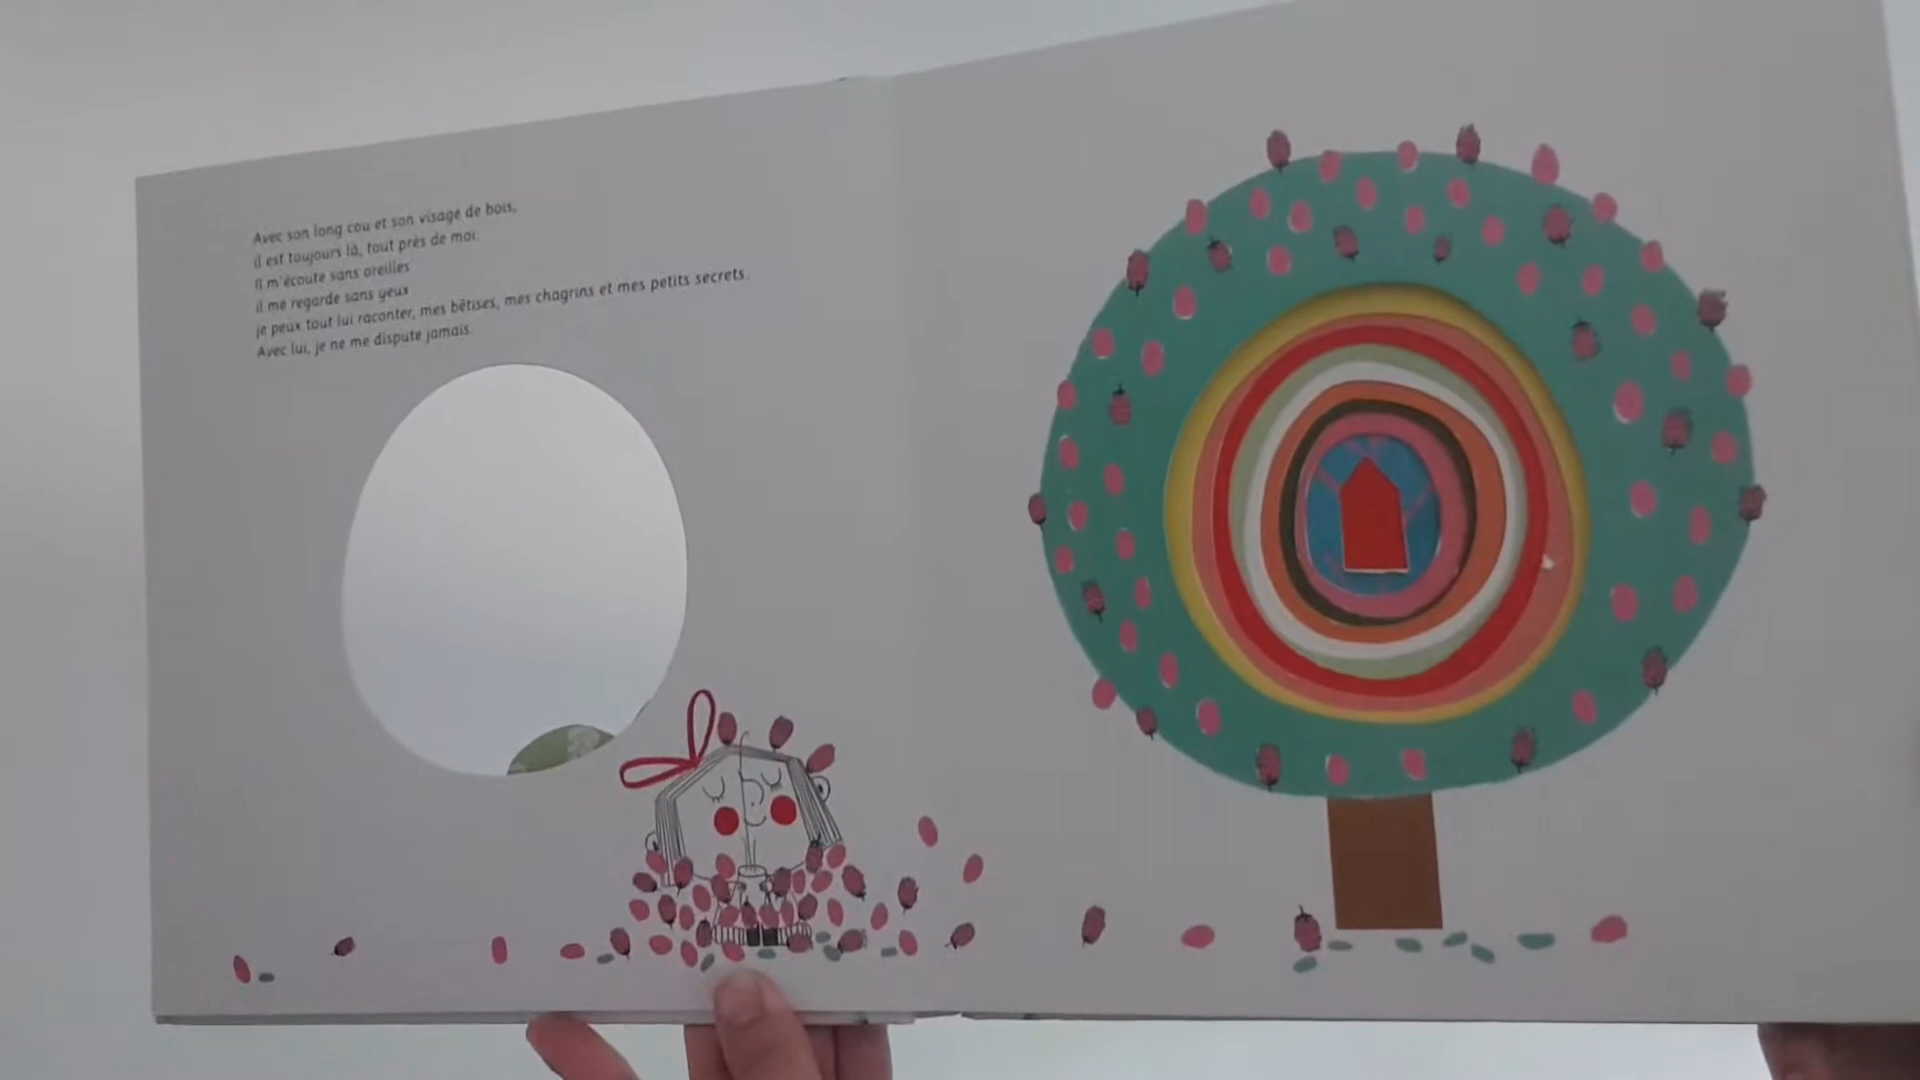 Avec son long cou et son visage de bois,
il est toujours là, tout près de moi.
Il m'écoute sans oreilles
il me regarde sans yeux
je peux tout lui raconter, mes bêtises, mes chagrins et mes petits secrets.
Avec lui, je ne me dispute jamais.